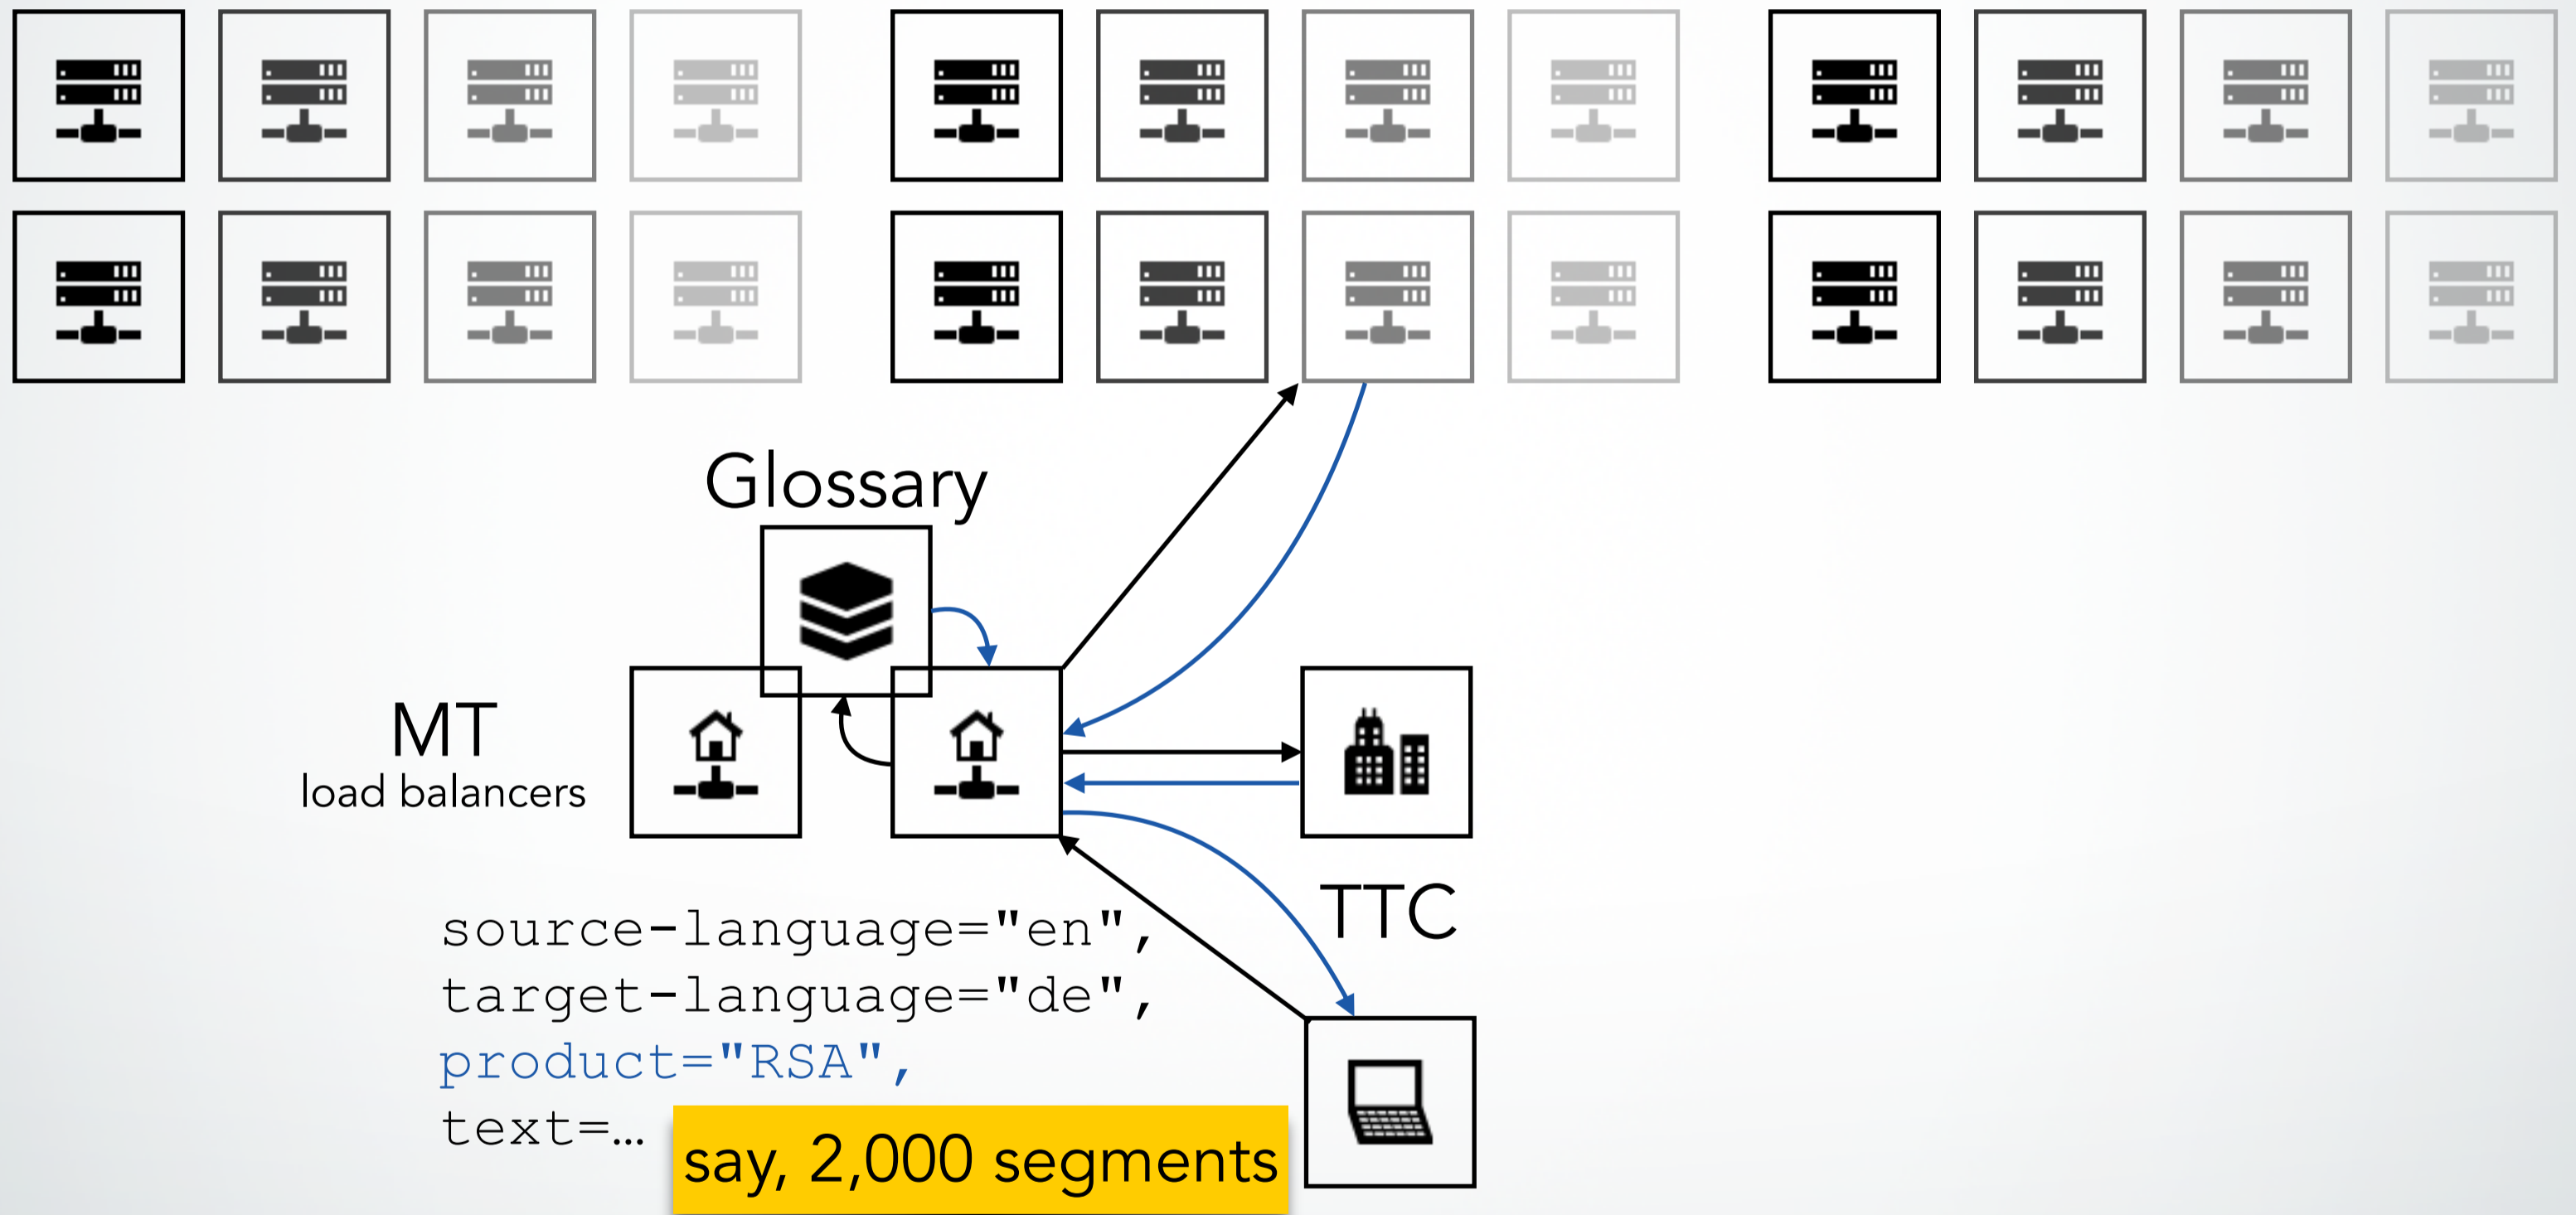 Glossary
MT
load balancers
TTC
source-language="en",
target-language="de",
product="RSA",
text=…
say, 2,000 segments